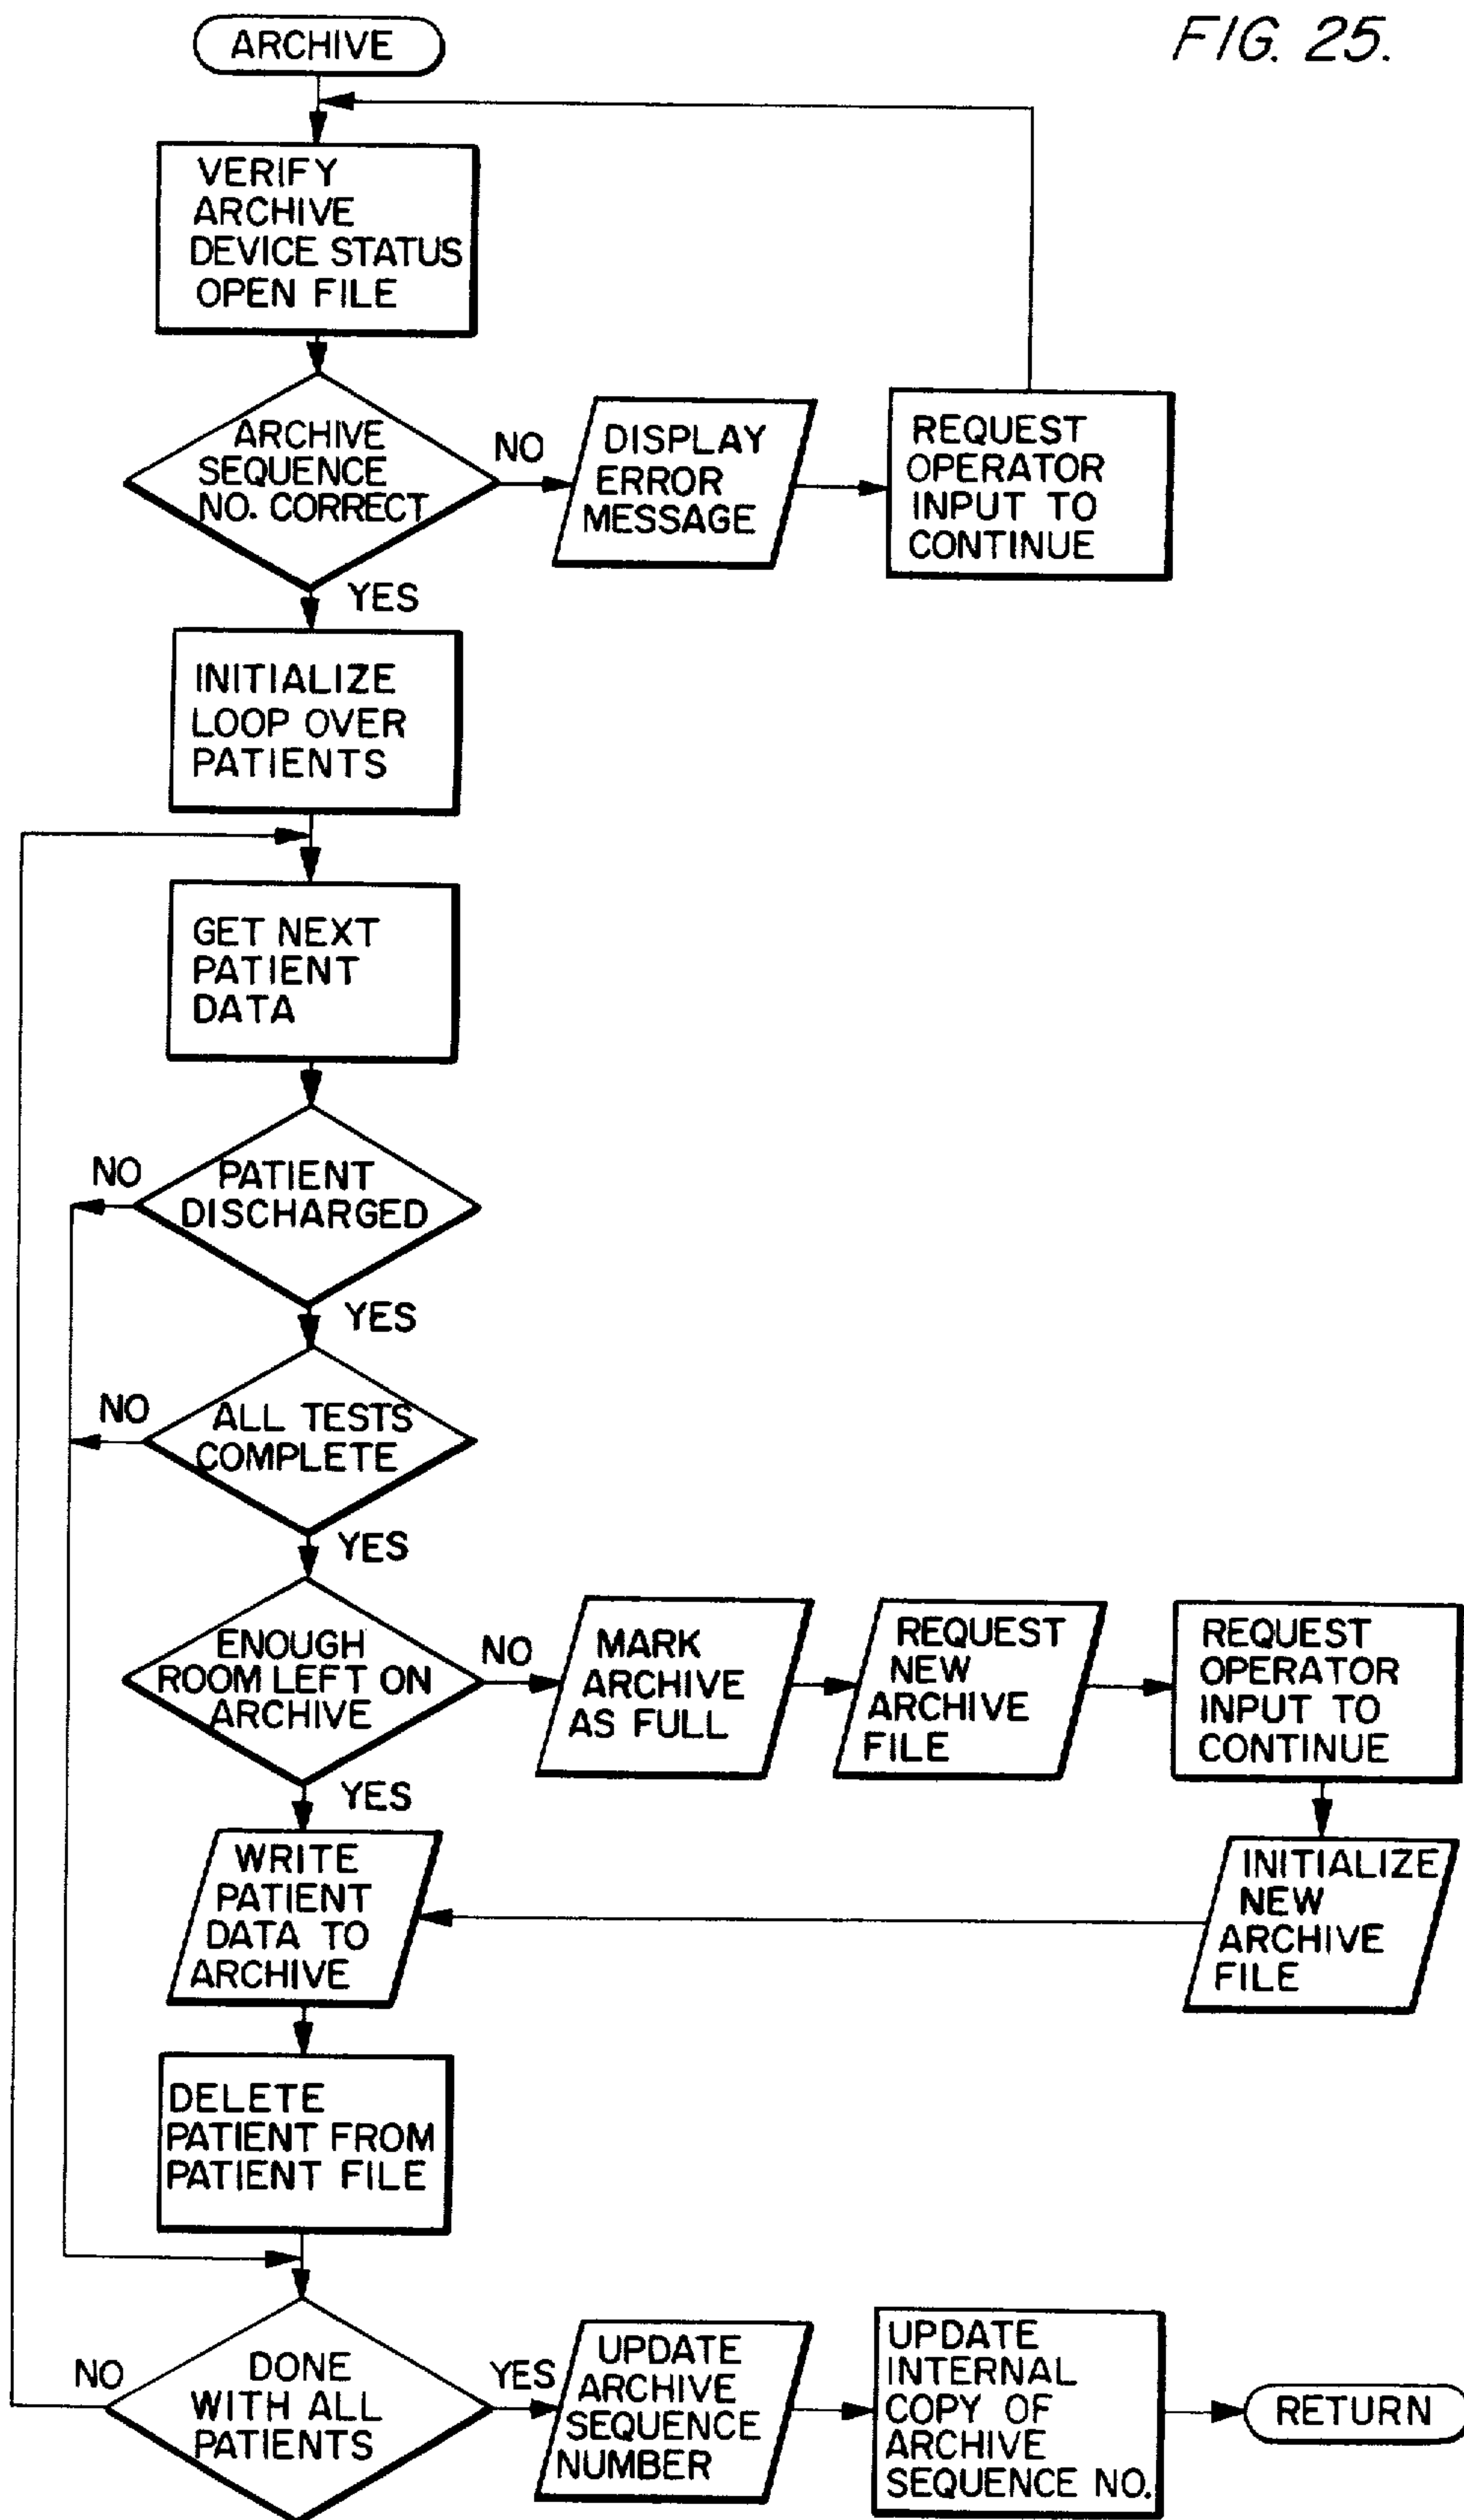 FIG. 25.
ARCHIVE
VERIFY
ARCHIVE
DEVICE STATUS
OPEN FILE
ARCHIVE
SEQUENCE
NO. CORRECT
NO
DISPLAY
ERROR
MESSAGE
REQUEST
OPERATOR
INPUT TO
CONTINUE
YES
INITIALIZE
LOOP OVER
PATIENTS
GET NEXT
PATIENT
DATA
NO
PATIENT
DISCHARGED
YES
NO
ALL TESTS
COMPLETE
YES
ENOUGH
ROOM LEFT ON
ARCHIVE
NO
MARK
ARCHIVE
AS FULL
REQUEST
NEW
ARCHIVE
FILE
REQUEST
OPERATOR
INPUT TO
CONTINUE
YES
INITIALIZE
NEW
ARCHIVE
FILE
WRITE
PATIENT
DATA TO
ARCHIVE
DELETE
PATIENT FROM
PATIENT FILE
NO
DONE
WITH ALL
PATIENTS
YES
UPDATE
ARCHIVE
SEQUENCE
NUMBER
UPDATE
INTERNAL
COPY OF
ARCHIVE
SEQUENCE NO.
RETURN